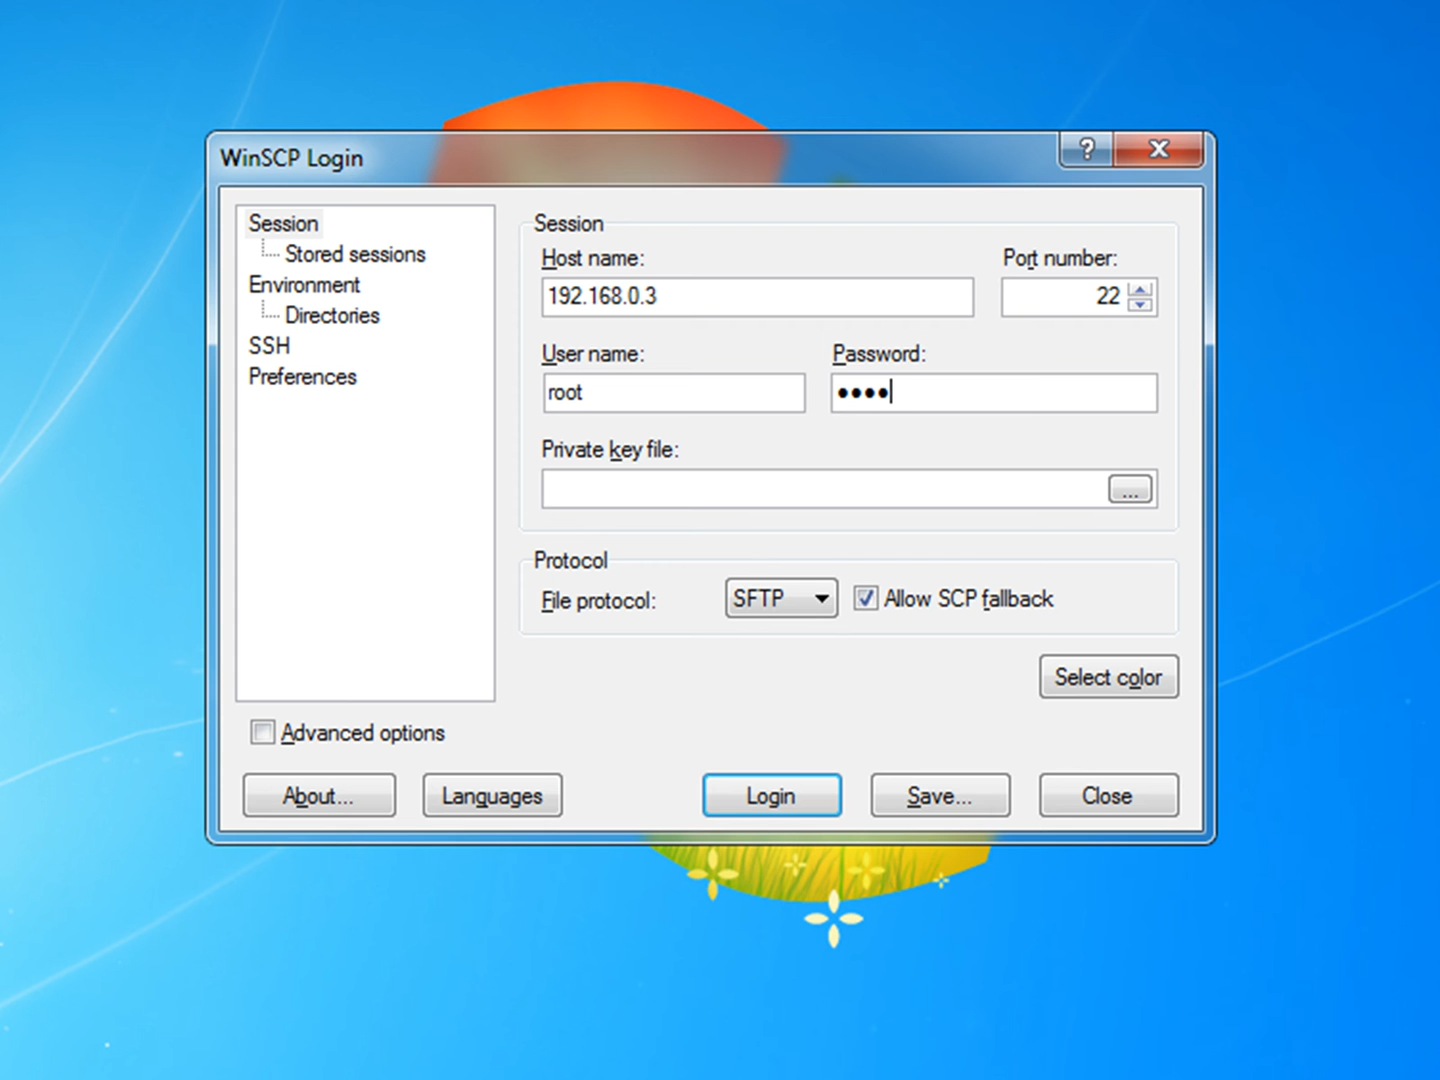 WinSCP Login
?
Session
Stored sessions
Environment
Directories
SSH
Preferences
Session
Host name:
Port number:
192.168.0.3
22
User name:
Password:
root
••••
Private key file:
...
Protocol
File protocol:
SFTP
Allow SCP fallback
Select color
Advanced options
About...
Languages
Login
Save...
Close